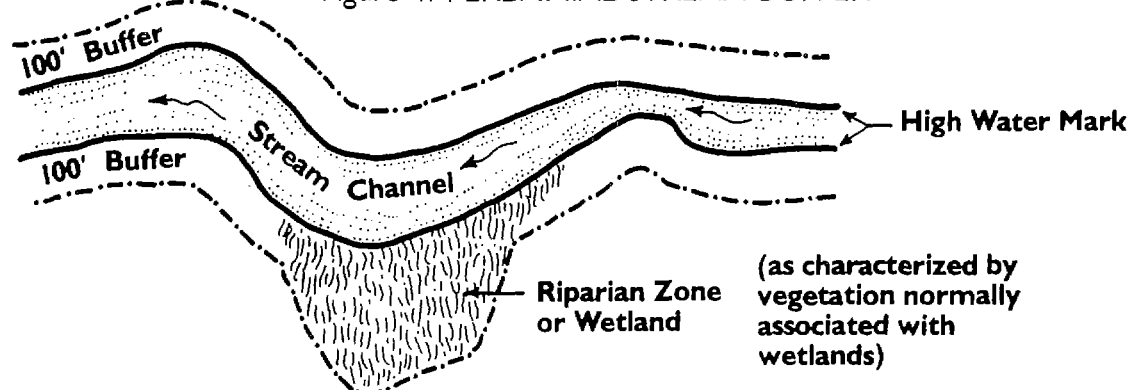 100' Buffer
Stream Channel
100' Buffer
High Water Mark
Riparian Zone
or Wetland
(as characterized by
vegetation normally
associated with
wetlands)